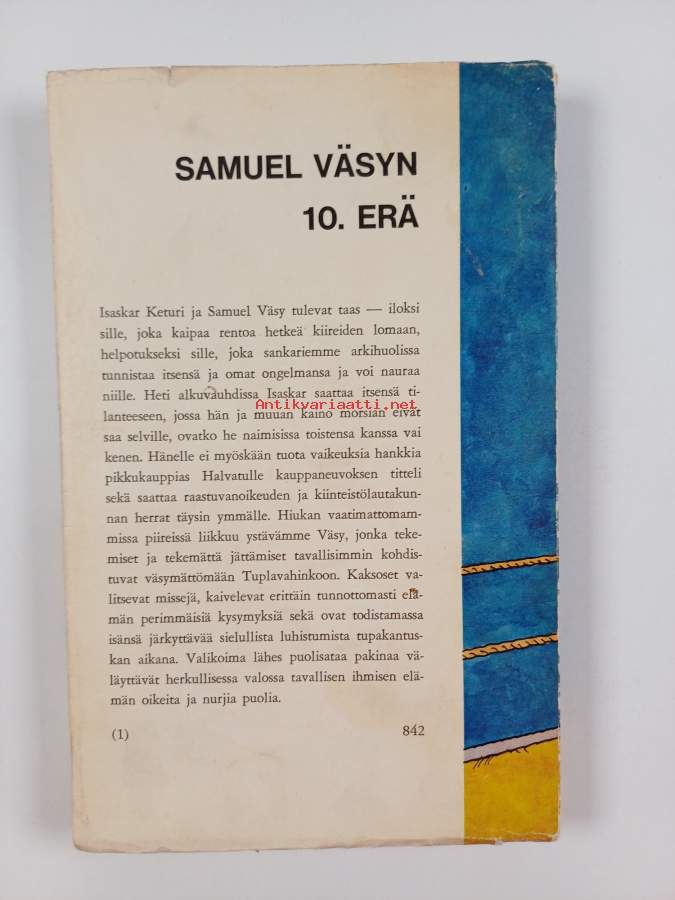 SAMUEL VÄSYN
10. ERÄ
Isaskar Keturi ja Samuel Väsy tulevat taas — iloksi
sille, joka kaipaa rentoa hetkeä kiireiden lomaan,
helpotukseksi sille, joka sankariemme arkihuolissa
tunnistaa itsensä ja omat ongelmansa ja voi nauraa
niille. Heti alkuvauhdissa Isaskar saattaa itsensä ti-
Antikvariaatti.net
lanteeseen, jossa hän ja muuan kaino morsian eivät
saa selville, ovatko he naimisissa toistensa kanssa vai
kenen. Hänelle ei myöskään tuota vaikeuksia hankkia
pikkukauppias Halvatulle kauppaneuvoksen titteli
sekä saattaa raastuvanoikeuden ja kiinteistölautakun-
nan herrat täysin ymmälle. Hiukan vaatimattomam-
missa piireissä liikkuu ystävämme Väsy, jonka teke-
miset ja tekemättä jättämiset tavallisimmin kohdis-
tuvat väsymättömään Tuplavahinkoon. Kaksoset va-
litsevat missejä, kaivelevat erittäin tunnottomasti elä-
män perimmäisiä kysymyksiä sekä ovat todistamassa
isänsä järkyttävää sielullista luhistumista tupakantus-
kan aikana. Valikoima lähes puolisataa pakinaa vä-
läyttävät herkullisessa valossa tavallisen ihmisen elä-
män oikeita ja nurjia puolia.
(1) 842